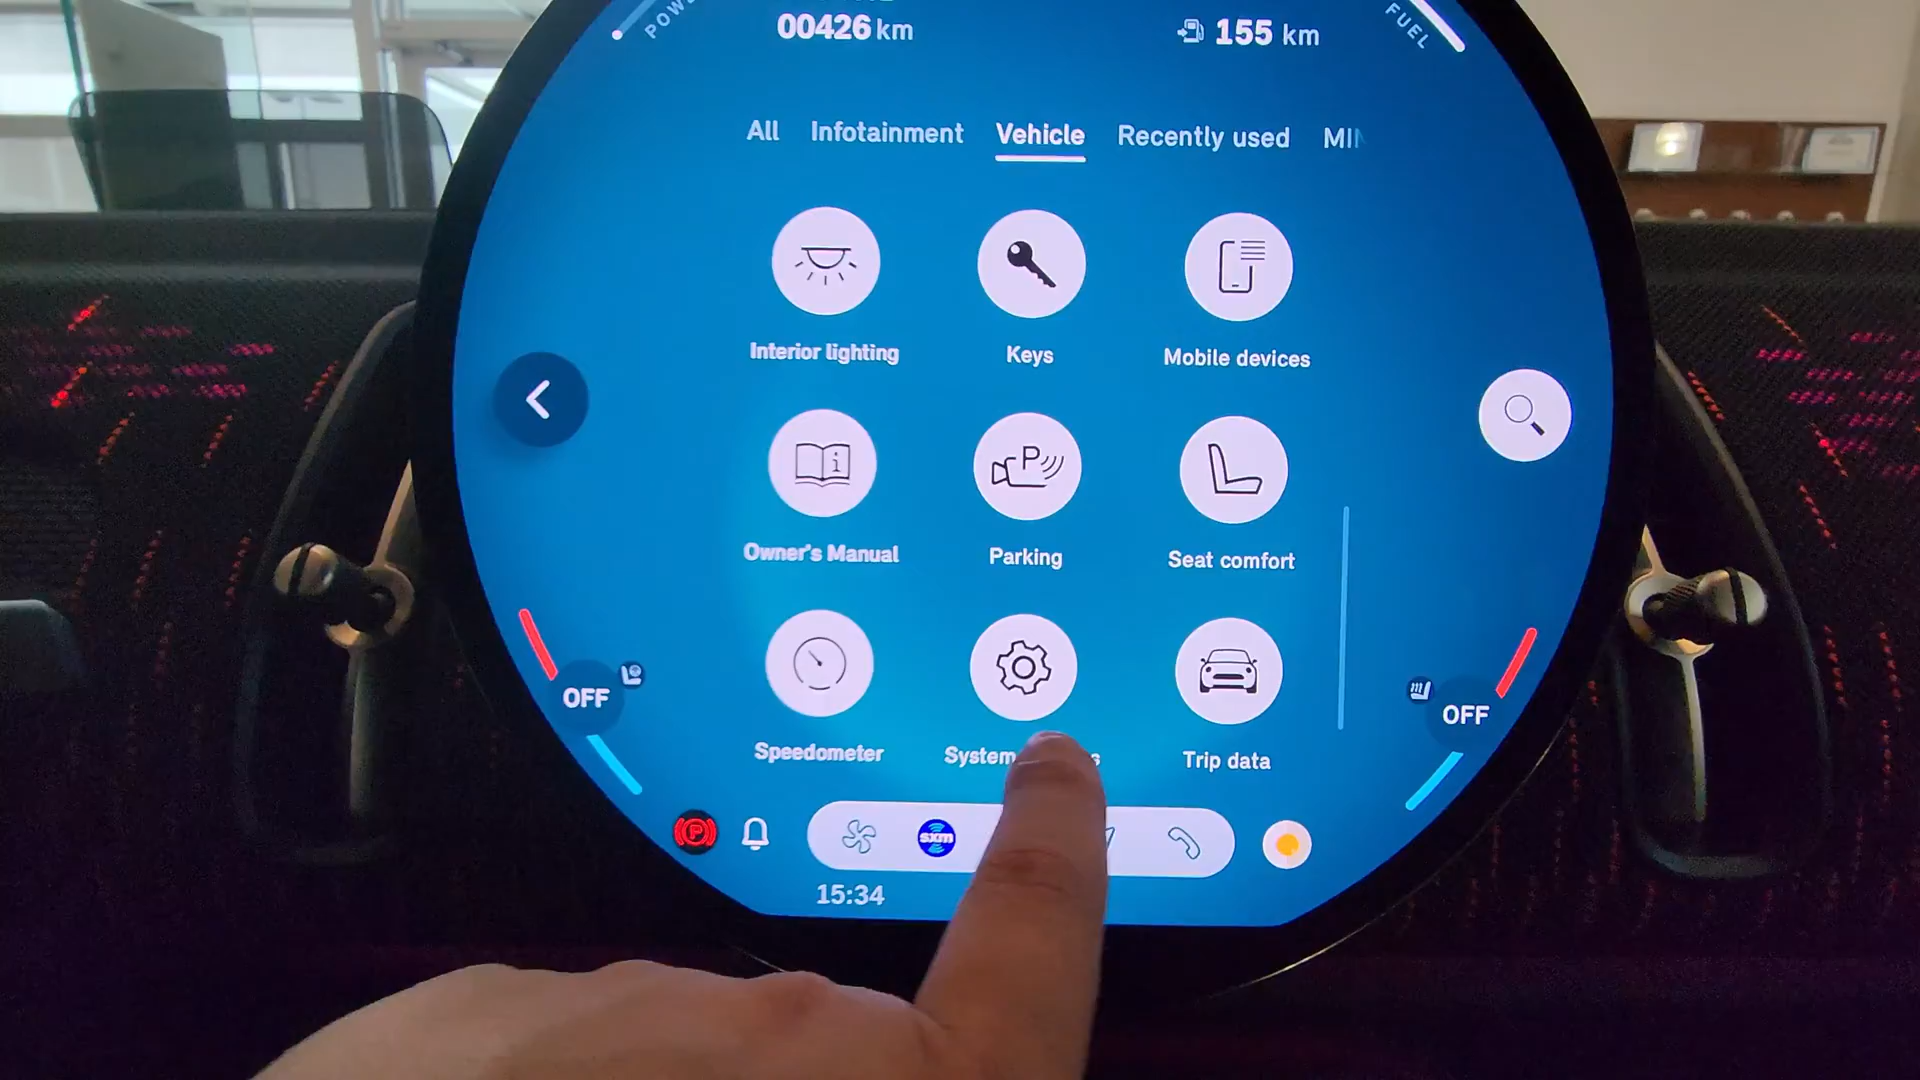 FUEL
00426 km
155 km
All Infotainment Vehicle Recently used
Interior lighting Keys Mobile devices
i
P
Owner's Manual Parking Seat comfort
OFF
OFF
Speedometer System Trip data
P
sxm
15:34